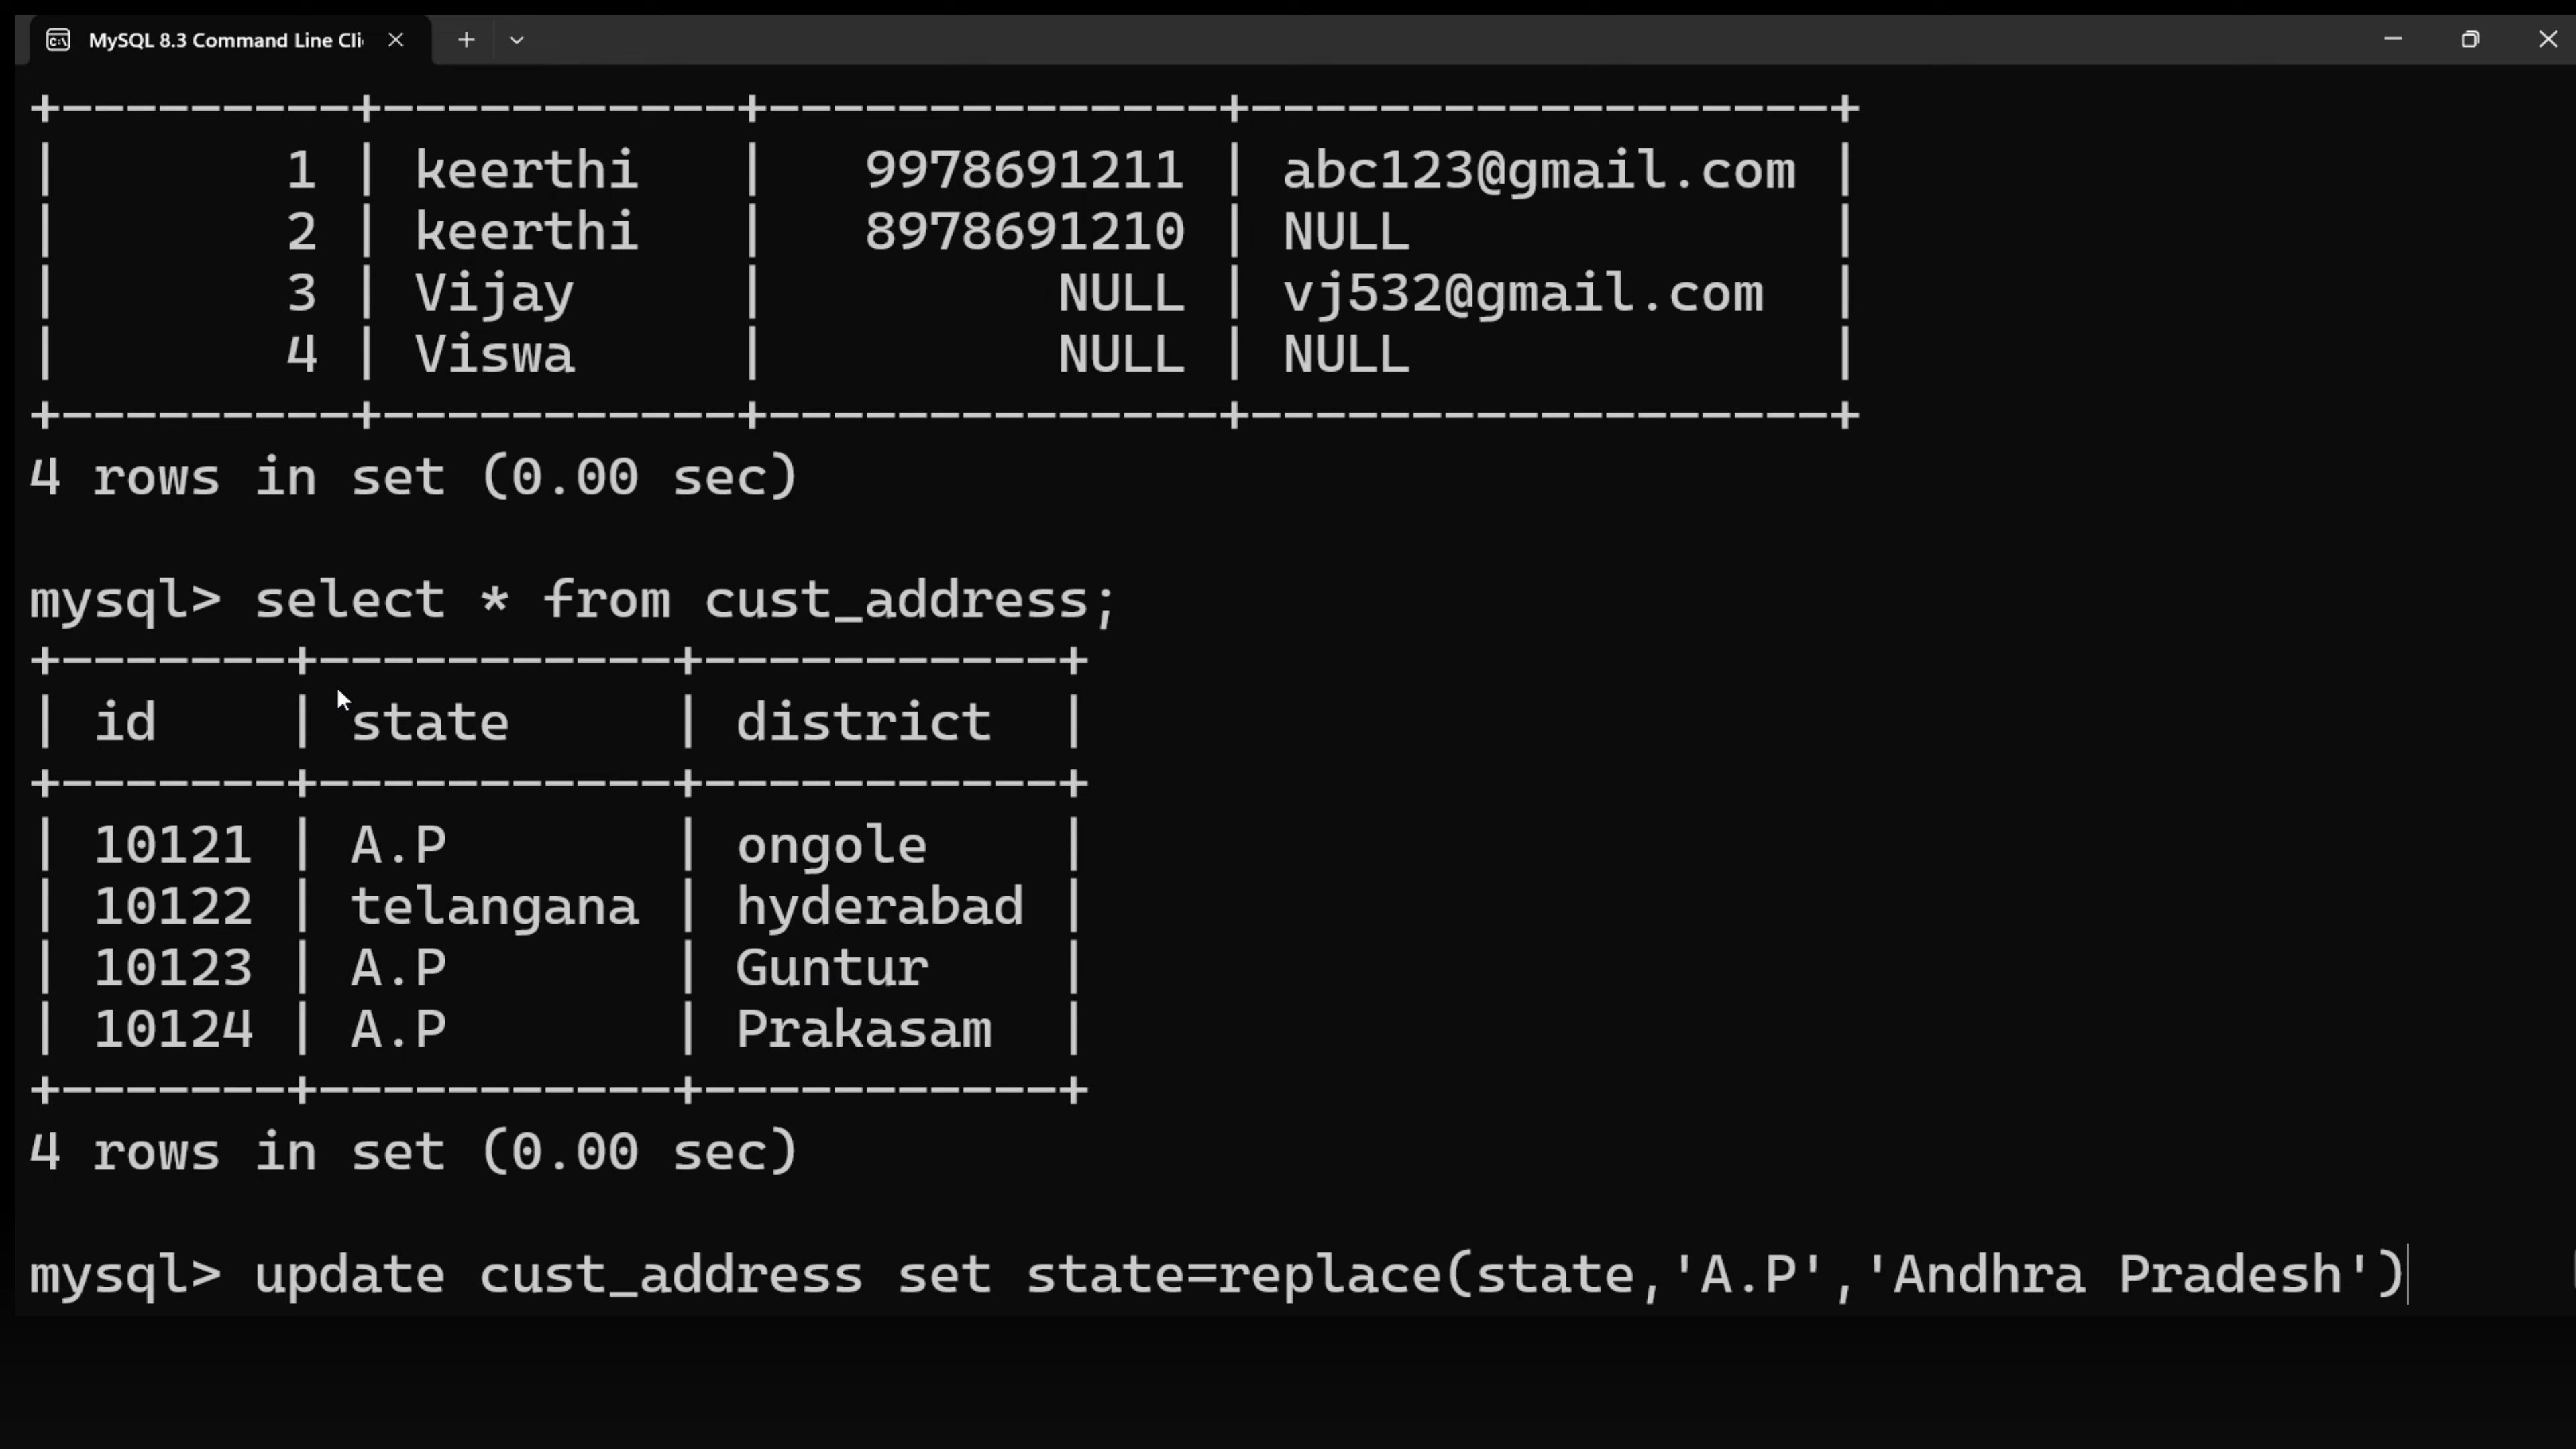 MySQL 8.3 Command Line Cli
+---------+-----------+--------------+------------------+
|       1 | keerthi   |   9978691211 | abc123@gmail.com |
|       2 | keerthi   |   8978691210 | NULL             |
|       3 | Vijay     |         NULL | vj532@gmail.com  |
|       4 | Viswa     |         NULL | NULL             |
+---------+-----------+--------------+------------------+
4 rows in set (0.00 sec)
mysql> select * from cust_address;
+-------+-----------+-----------+
| id    | state     | district  |
+-------+-----------+-----------+
| 10121 | A.P       | ongole    |
| 10122 | telangana | hyderabad |
| 10123 | A.P       | Guntur    |
| 10124 | A.P       | Prakasam  |
+-------+-----------+-----------+
4 rows in set (0.00 sec)
mysql> update cust_address set state=replace(state,'A.P','Andhra Pradesh')